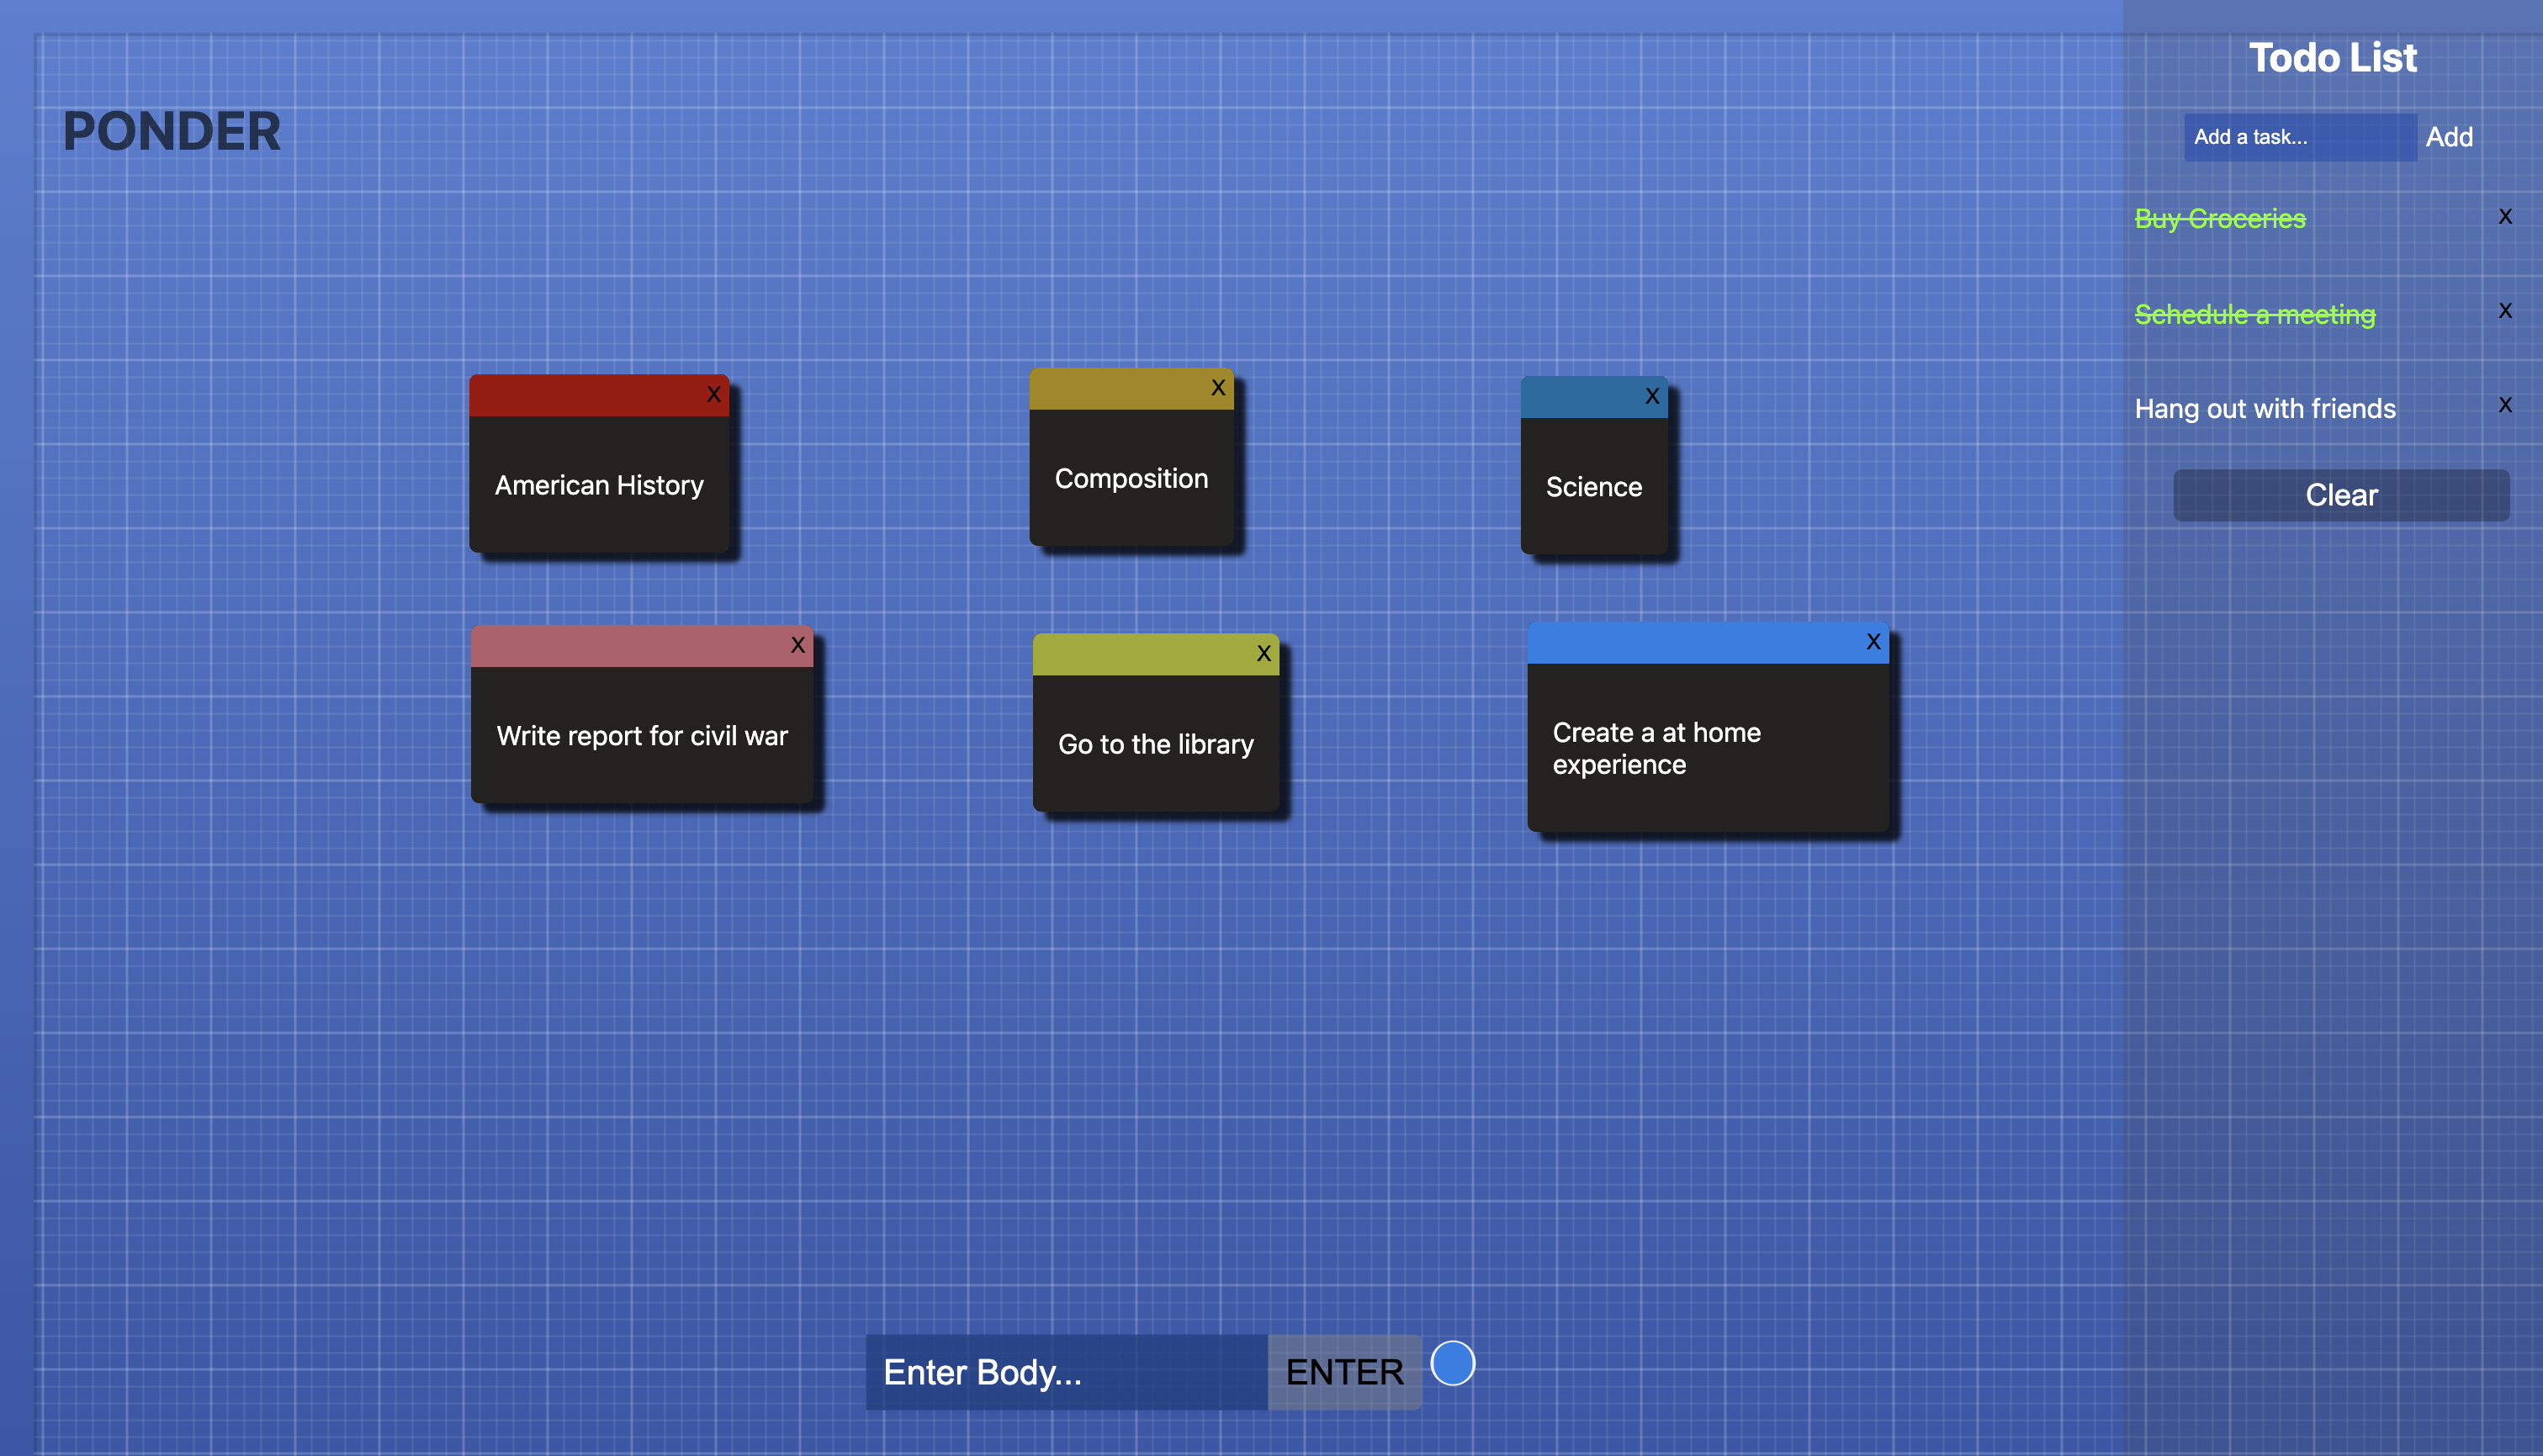 PONDER
X
American History
X
Composition
X
Science
X
Write report for civil war
X
Go to the library
X
Create a at home
experience
Enter Body...
ENTER
Todo List
Add a task...
Add
Buy Groceries
X
Schedule a meeting
X
Hang out with friends
X
Clear